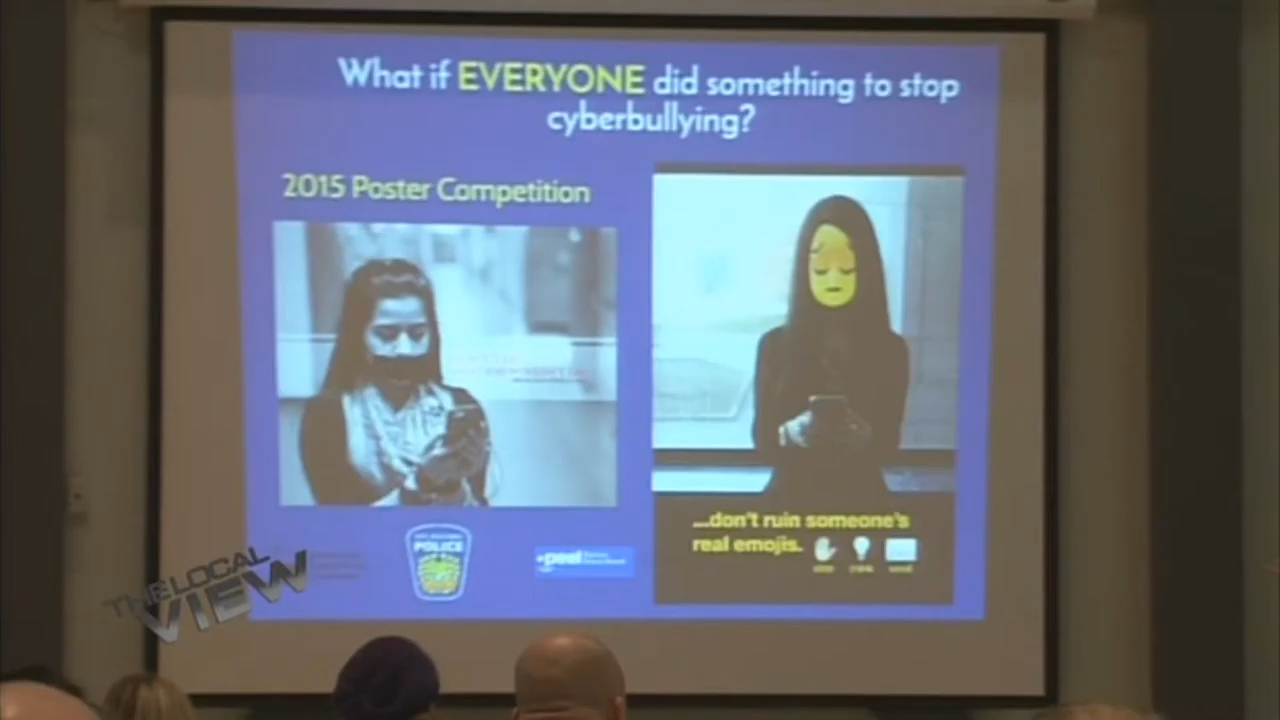 What if EVERYONE did something to stop
cyberbullying?
2015 Poster Competition
...don't ruin someone's
real emojis.
POLICE
peel
THE LOCAL
VIEW